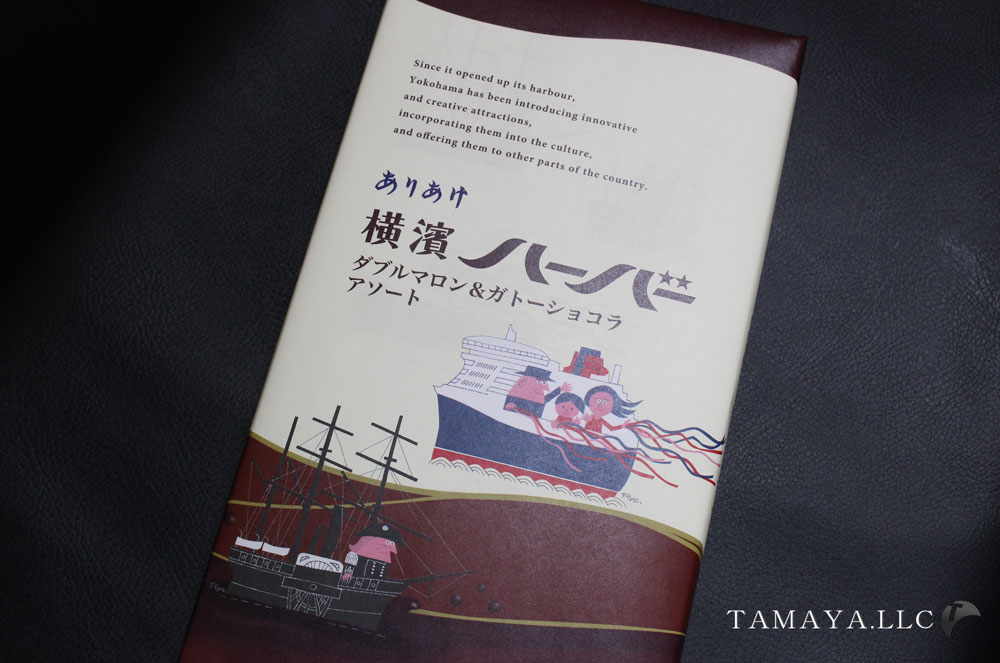 Since it opened up its harbour,
Yokohama has been introducing innovative
and creative attractions,
incorporating them into the culture,
and offering them to other parts of the country.
ありあけ
横濱ハーバー
ダブルマロン&ガトーショコラ
アソート
Ryo.
Ryo.
TAMAYA.LLC